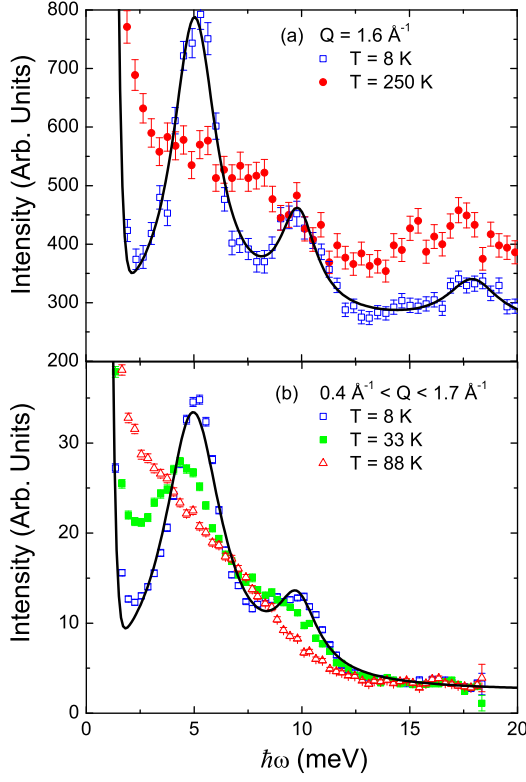 800
(a) Q = 1.6 Å⁻¹
T = 8 K
T = 250 K
700
600
500
400
300
200
Intensity (Arb. Units)
(b) 0.4 Å⁻¹ < Q < 1.7 Å⁻¹
T = 8 K
T = 33 K
T = 88 K
30
20
10
0
Intensity (Arb. Units)
0 5 10 15 20
ħω (meV)